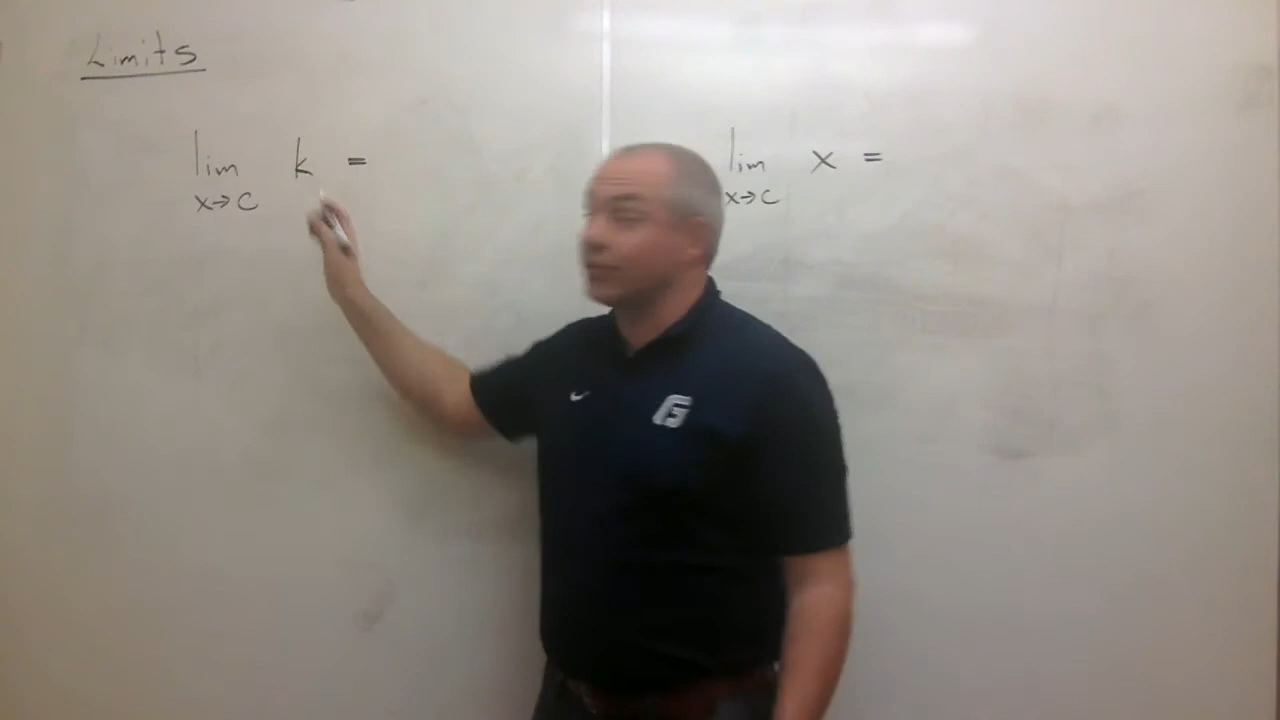 Limits
lim k =
x→c
lim x =
x→c
G